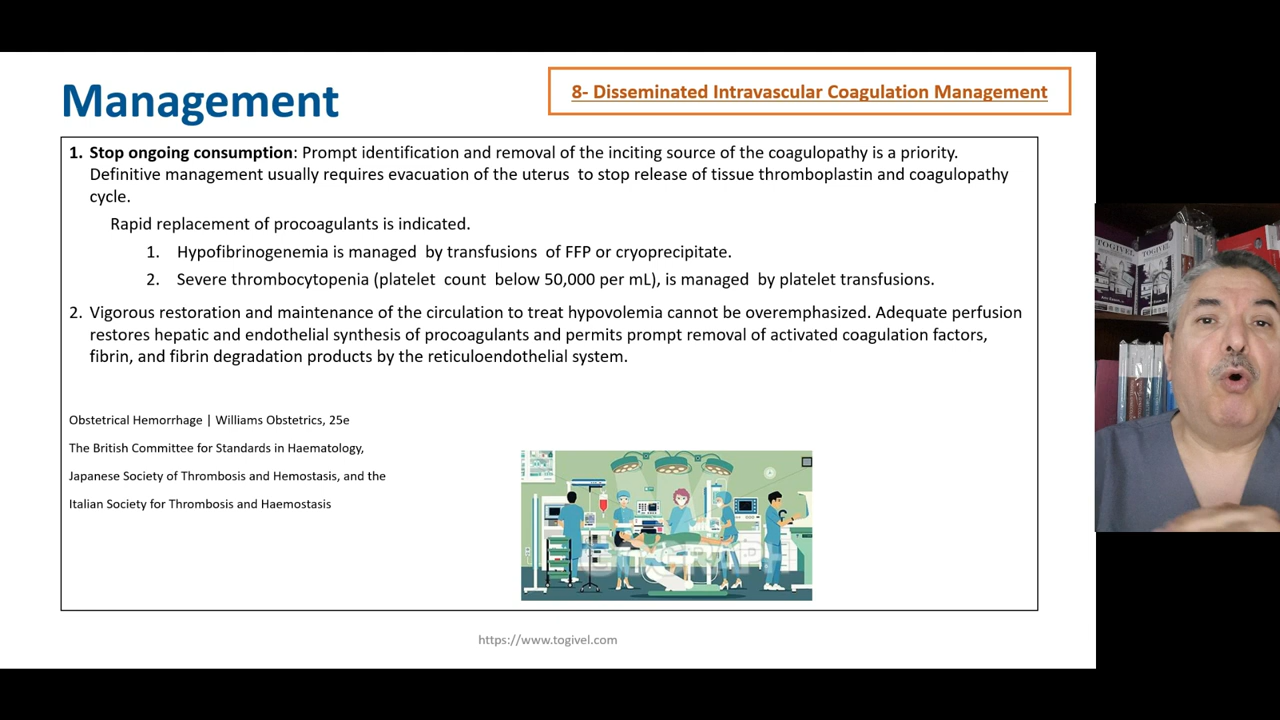 Management
8- Disseminated Intravascular Coagulation Management
1. Stop ongoing consumption: Prompt identification and removal of the inciting source of the coagulopathy is a priority.
Definitive management usually requires evacuation of the uterus to stop release of tissue thromboplastin and coagulopathy
cycle.
Rapid replacement of procoagulants is indicated.
1. Hypofibrinogenemia is managed by transfusions of FFP or cryoprecipitate.
2. Severe thrombocytopenia (platelet count below 50,000 per mL), is managed by platelet transfusions.
2. Vigorous restoration and maintenance of the circulation to treat hypovolemia cannot be overemphasized. Adequate perfusion
restores hepatic and endothelial synthesis of procoagulants and permits prompt removal of activated coagulation factors,
fibrin, and fibrin degradation products by the reticuloendothelial system.
Obstetrical Hemorrhage | Williams Obstetrics, 25e
The British Committee for Standards in Haematology,
Japanese Society of Thrombosis and Hemostasis, and the
Italian Society for Thrombosis and Haemostasis
https://www.togivel.com
TOGIVEL